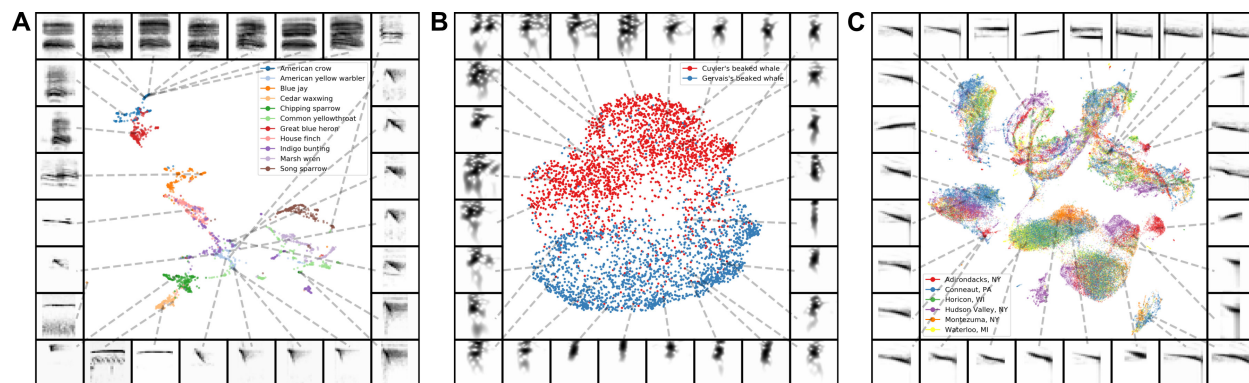 A
American crow
American yellow warbler
Blue jay
Cedar waxwing
Chipping sparrow
Common yellowthroat
Great blue heron
House finch
Indigo bunting
Marsh wren
Song sparrow
B
Cuvier's beaked whale
Gervais's beaked whale
C
Adirondacks, NY
Conneaut, PA
Horicon, WI
Hudson Valley, NY
Montezuma, NY
Waterloo, MI